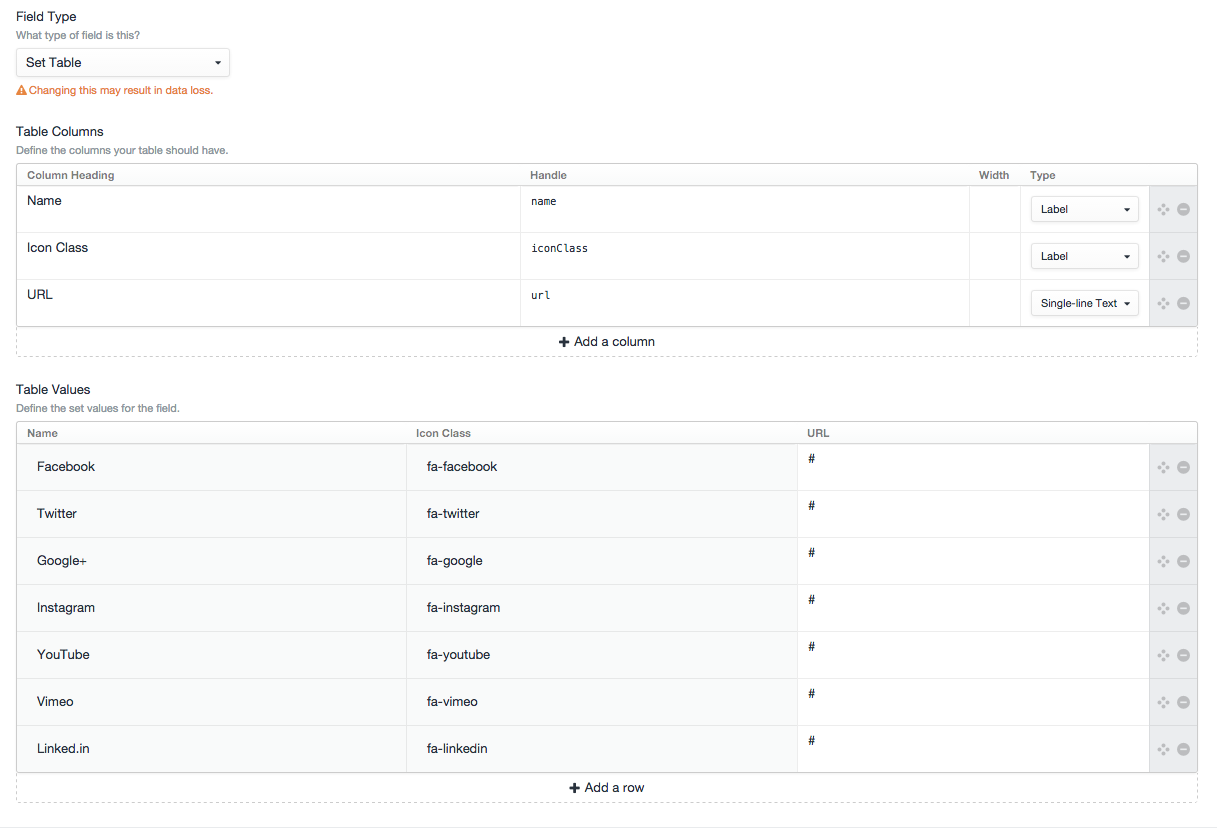 Field Type
What type of field is this?
Set Table
Changing this may result in data loss.
Table Columns
Define the columns your table should have.
Column Heading Handle Width Type
Name name Label
Icon Class iconClass Label
URL url Single-line Text
Add a column
Table Values
Define the set values for the field.
Name Icon Class URL
Facebook fa-facebook #
Twitter fa-twitter #
Google+ fa-google #
Instagram fa-instagram #
YouTube fa-youtube #
Vimeo fa-vimeo #
Linked.in fa-linkedin #
Add a row